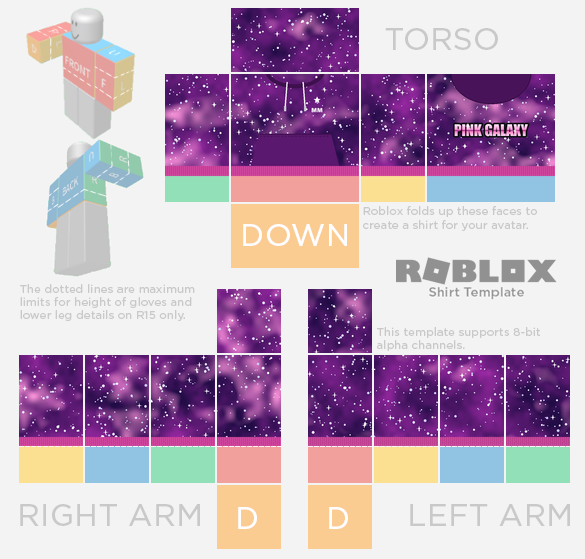 TORSO
FRONT
F
MM
PINK GALAXY
BACK
DOWN
Roblox folds up these faces to
create a shirt for your avatar.
ROBLOX
Shirt Template
The dotted lines are maximum
limits for height of gloves and
lower leg details on R15 only.
This template supports 8-bit
alpha channels.
RIGHT ARM
D
D
LEFT ARM